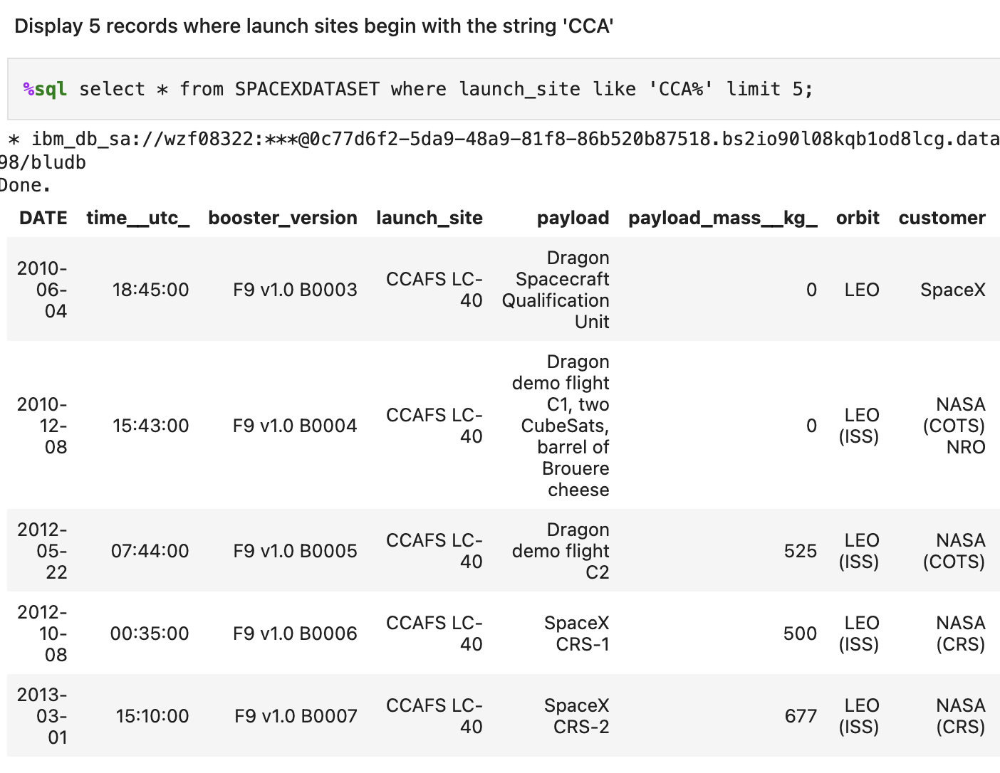 Display 5 records where launch sites begin with the string 'CCA'
%sql select * from SPACEXDATASET where launch_site like 'CCA%' limit 5;
* ibm_db_sa://wzf08322:***@0c77d6f2-5da9-48a9-81f8-86b520b87518.bs2io90l08kqb1od8lcg.data
98/bludb
Done.
DATE time__utc_ booster_version launch_site payload payload_mass__kg_ orbit customer
2010-
06-
04
18:45:00
F9 v1.0 B0003
CCAFS LC-
40
Dragon
Spacecraft
Qualification
Unit
0
LEO
SpaceX
2010-
12-
08
15:43:00
F9 v1.0 B0004
CCAFS LC-
40
Dragon
demo flight
C1, two
CubeSats,
barrel of
Brouere
cheese
0
LEO
(ISS)
NASA
(COTS)
NRO
2012-
05-
22
07:44:00
F9 v1.0 B0005
CCAFS LC-
40
Dragon
demo flight
C2
525
LEO
(ISS)
NASA
(COTS)
2012-
10-
08
00:35:00
F9 v1.0 B0006
CCAFS LC-
40
SpaceX
CRS-1
500
LEO
(ISS)
NASA
(CRS)
2013-
03-
01
15:10:00
F9 v1.0 B0007
CCAFS LC-
40
SpaceX
CRS-2
677
LEO
(ISS)
NASA
(CRS)